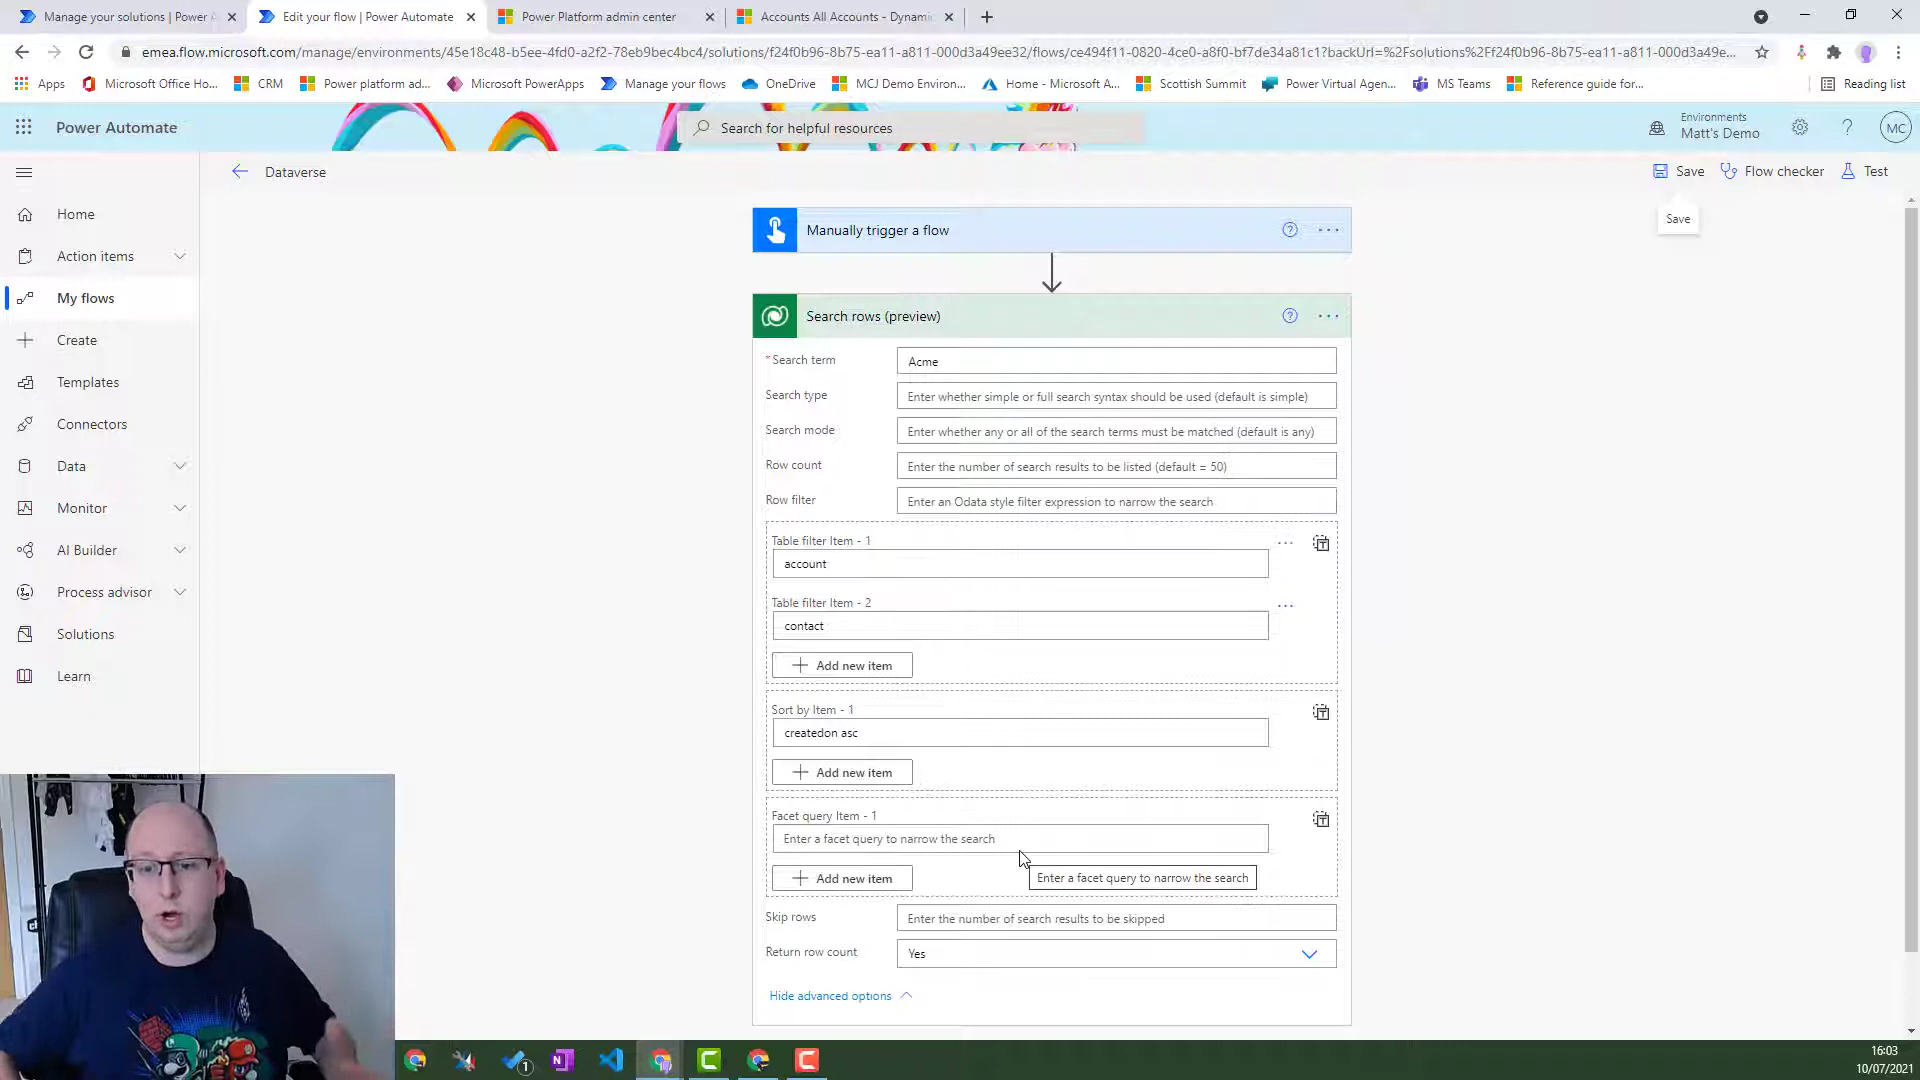 Manage your solutions | Power A
Edit your flow | Power Automate
Power Platform admin center
Accounts All Accounts - Dynamic
emea.flow.microsoft.com/manage/environments/45e18c48-b5ee-4fd0-a2f2-78eb9bec4bc4/solutions/f24f0b96-8b75-ea11-a811-000d3a49ee32/flows/ce494f11-0820-4ce0-a8f0-bf7de34a81c1?backUrl=%2Fsolutions%2Ff24f0b96-8b75-ea11-a811-000d3a49e...
Apps
Microsoft Office Ho...
CRM
Power platform ad...
Microsoft PowerApps
Manage your flows
OneDrive
MCJ Demo Environ...
Home - Microsoft A...
Scottish Summit
Power Virtual Agen...
MS Teams
Reference guide for...
Reading list
Power Automate
Search for helpful resources
Environments
Matt's Demo
MC
Dataverse
Save
Flow checker
Test
Save
Home
Action items
My flows
Create
Templates
Connectors
Data
Monitor
AI Builder
Process advisor
Solutions
Learn
Manually trigger a flow
Search rows (preview)
* Search term
Acme
Search type
Enter whether simple or full search syntax should be used (default is simple)
Search mode
Enter whether any or all of the search terms must be matched (default is any)
Row count
Enter the number of search results to be listed (default = 50)
Row filter
Enter an Odata style filter expression to narrow the search
Table filter Item - 1
account
Table filter Item - 2
contact
Add new item
Sort by Item - 1
createdon asc
Add new item
Facet query Item - 1
Enter a facet query to narrow the search
Add new item
Enter a facet query to narrow the search
Skip rows
Enter the number of search results to be skipped
Return row count
Yes
Hide advanced options
1
16:03
10/07/2021